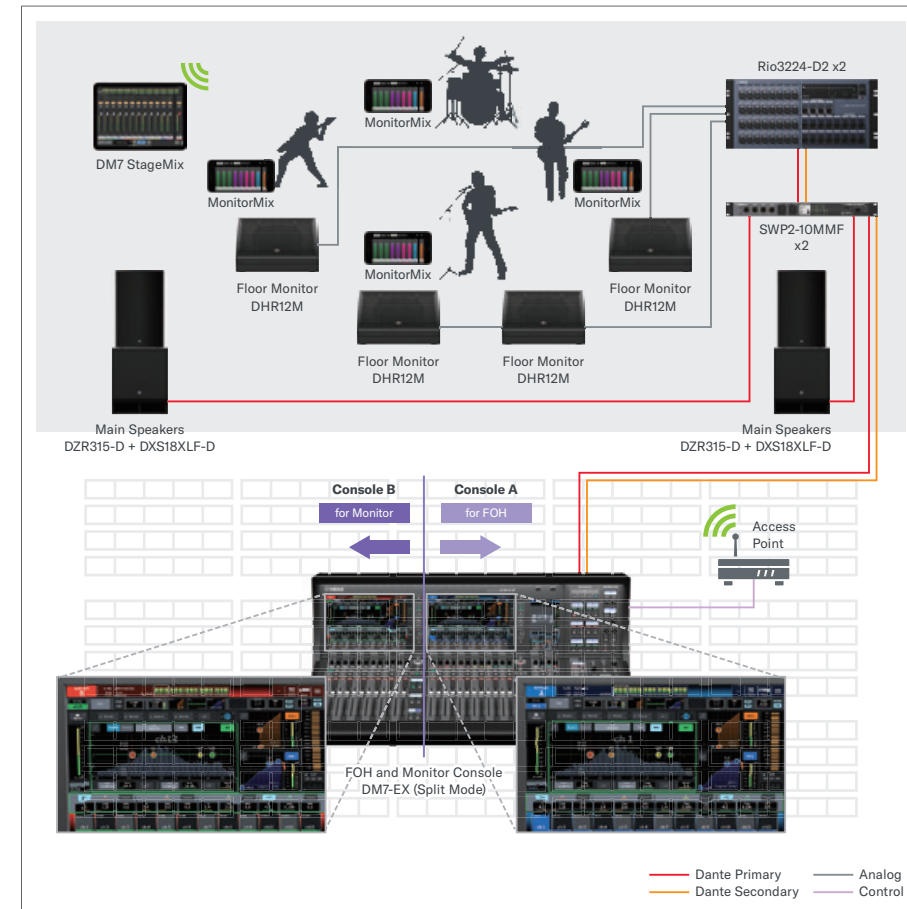 Rio3224-D2 x2
MonitorMix
DM7 StageMix
MonitorMix
MonitorMix
SWP2-10MMF
x2
MonitorMix
Floor Monitor
DHR12M
Floor Monitor
DHR12M
Floor Monitor
DHR12M
Floor Monitor
DHR12M
Main Speakers
DZR315-D + DXS18XLF-D
Main Speakers
DZR315-D + DXS18XLF-D
Console B
Console A
for Monitor
for FOH
Access
Point
FOH and Monitor Console
DM7-EX (Split Mode)
Dante Primary
Analog
Dante Secondary
Control